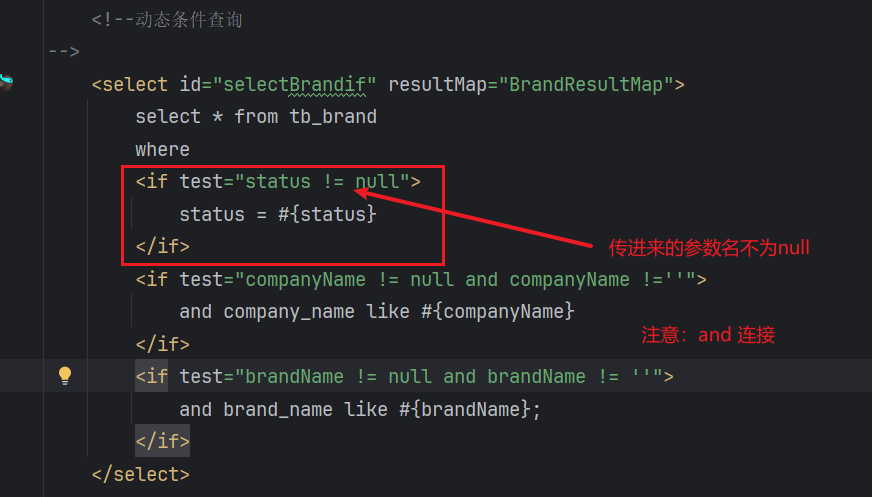 <!--动态条件查询
-->
<select id="selectBrandif" resultMap="BrandResultMap">
select * from tb_brand
where
<if test="status != null">
status = #{status}
</if>
传进来的参数名不为null
<if test="companyName != null and companyName !=''">
and company_name like #{companyName}
注意：and 连接
</if>
<if test="brandName != null and brandName != ''">
and brand_name like #{brandName};
</if>
</select>